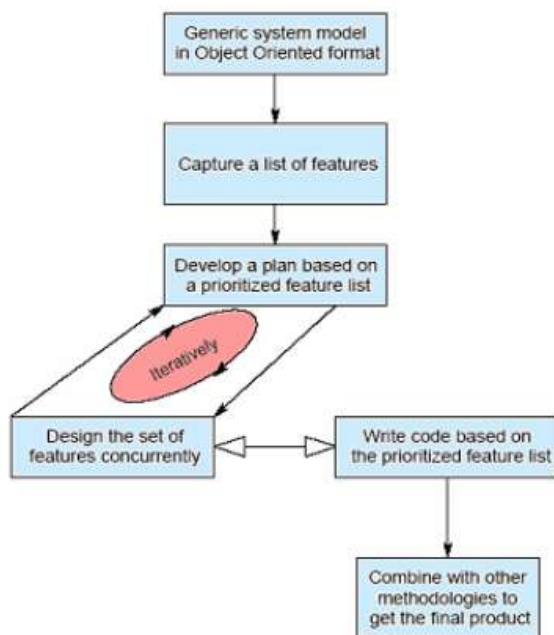 Generic system model
in Object Oriented format
Capture a list of features
Develop a plan based on
a prioritized feature list
Iteratively
Design the set of
features concurrently
Write code based on
the prioritized feature list
Combine with other
methodologies to
get the final product